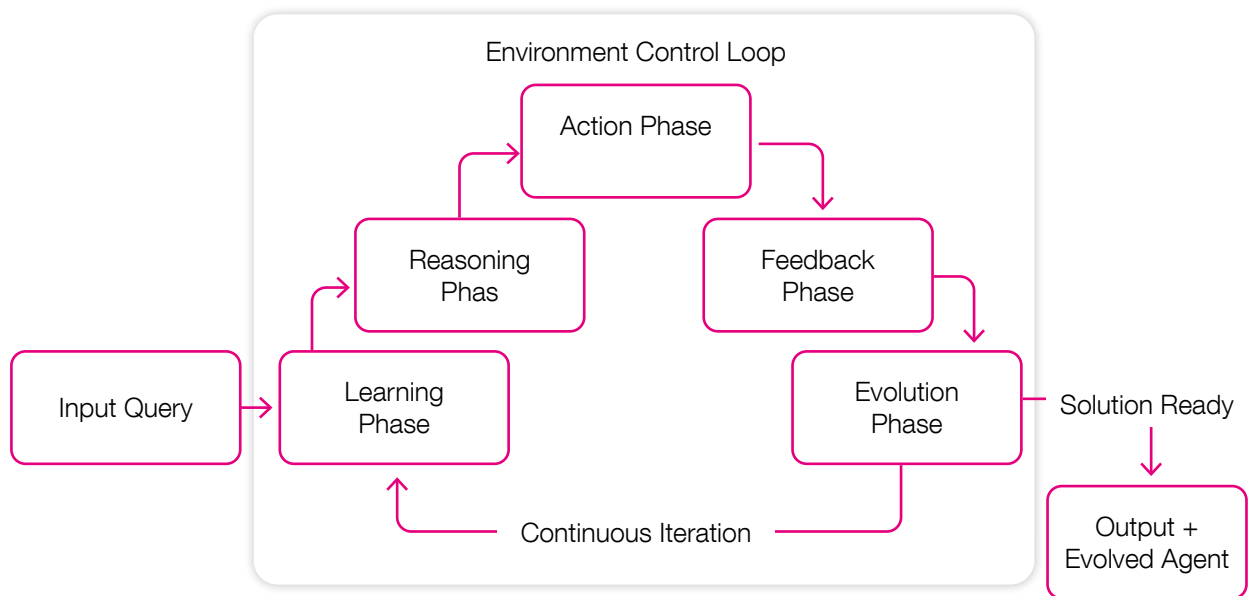 Environment Control Loop
Action Phase
Reasoning
Phas
Feedback
Phase
Input Query
Learning
Phase
Evolution
Phase
Solution Ready
Continuous Iteration
Output +
Evolved Agent